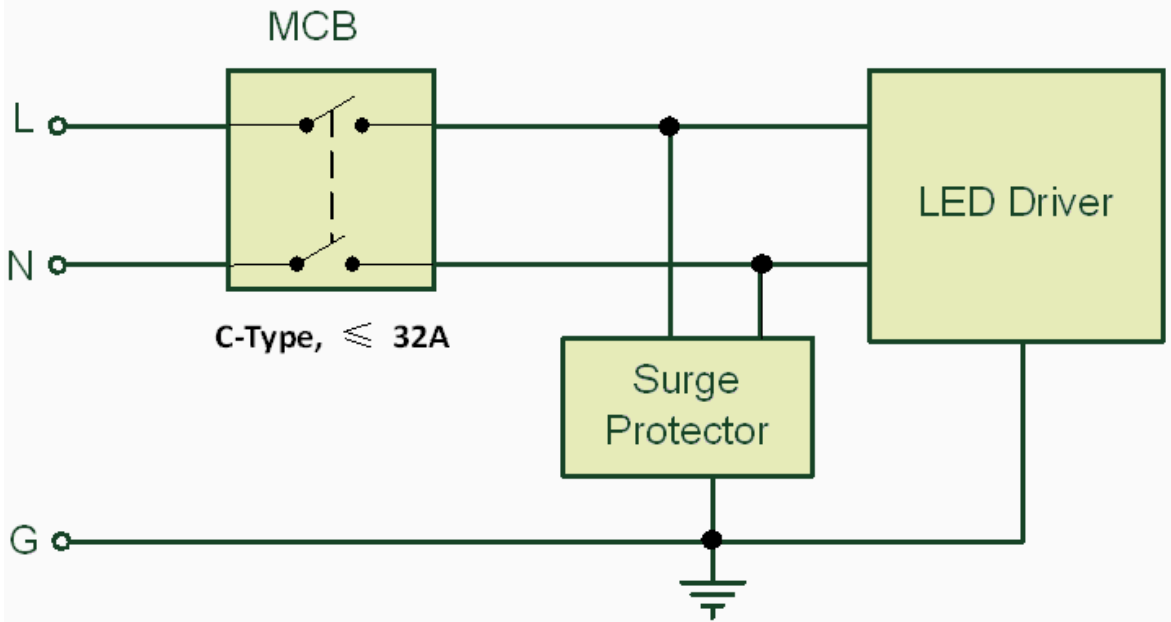 MCB
L
N
LED Driver
C-Type, ≤ 32A
Surge
Protector
G